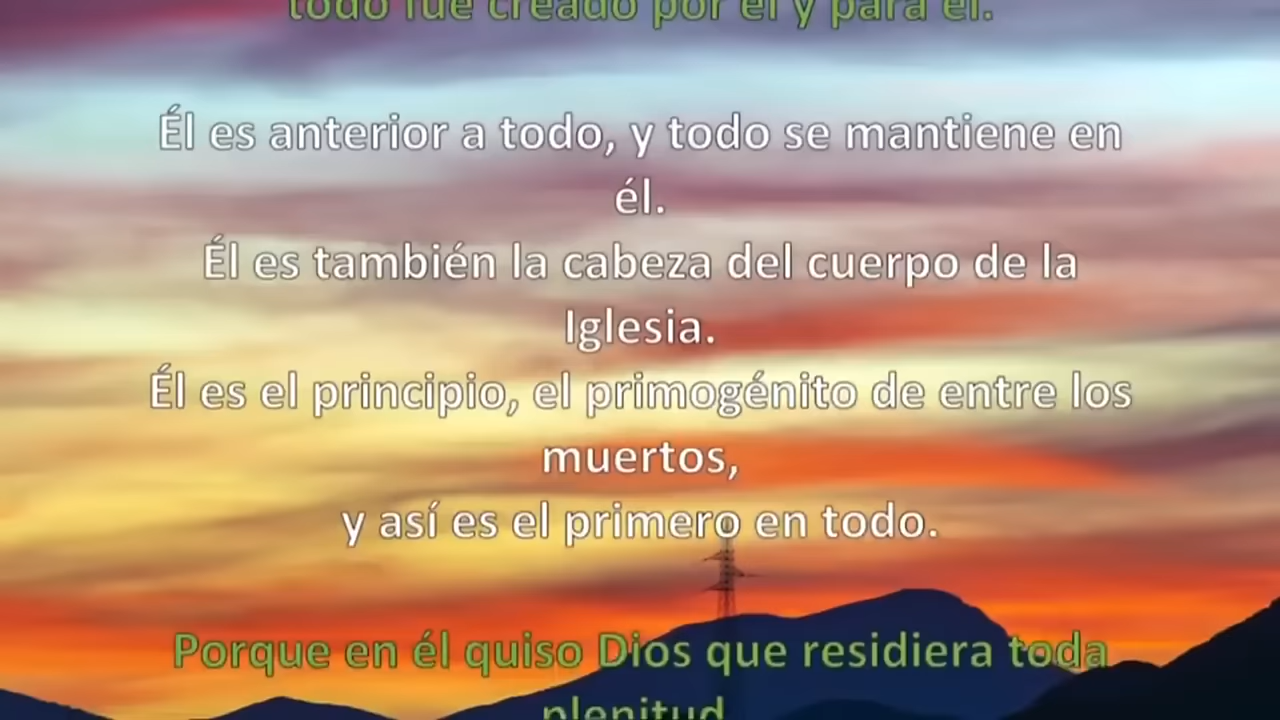 todo fue creado por él y para él.
Él es anterior a todo, y todo se mantiene en
él.
Él es también la cabeza del cuerpo de la
Iglesia.
Él es el principio, el primogénito de entre los
muertos,
y así es el primero en todo.
Porque en él quiso Dios que residiera toda
plenitud